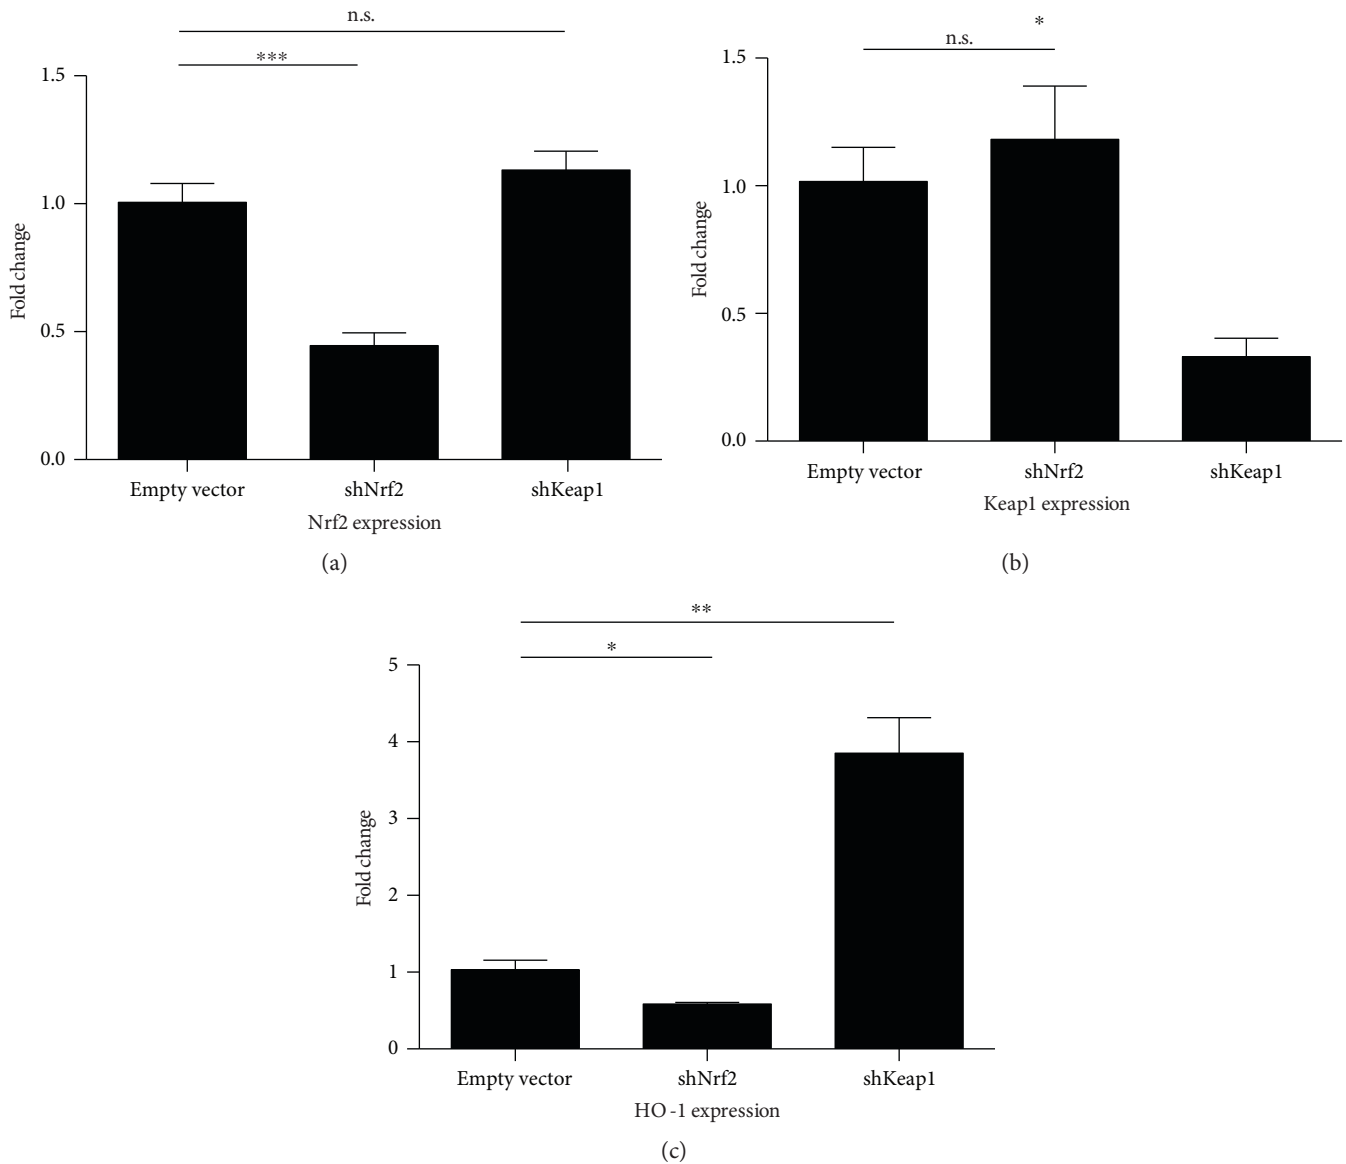 n.s.
***
1.5
1.0
0.5
0.0
Fold change
Empty vector shNrf2 shKeap1
Nrf2 expression
(a)
*
n.s.
1.5
1.0
0.5
0.0
Fold change
Empty vector shNrf2 shKeap1
Keap1 expression
(b)
**
*
5
4
3
2
1
0
Fold change
Empty vector shNrf2 shKeap1
HO -1 expression
(c)